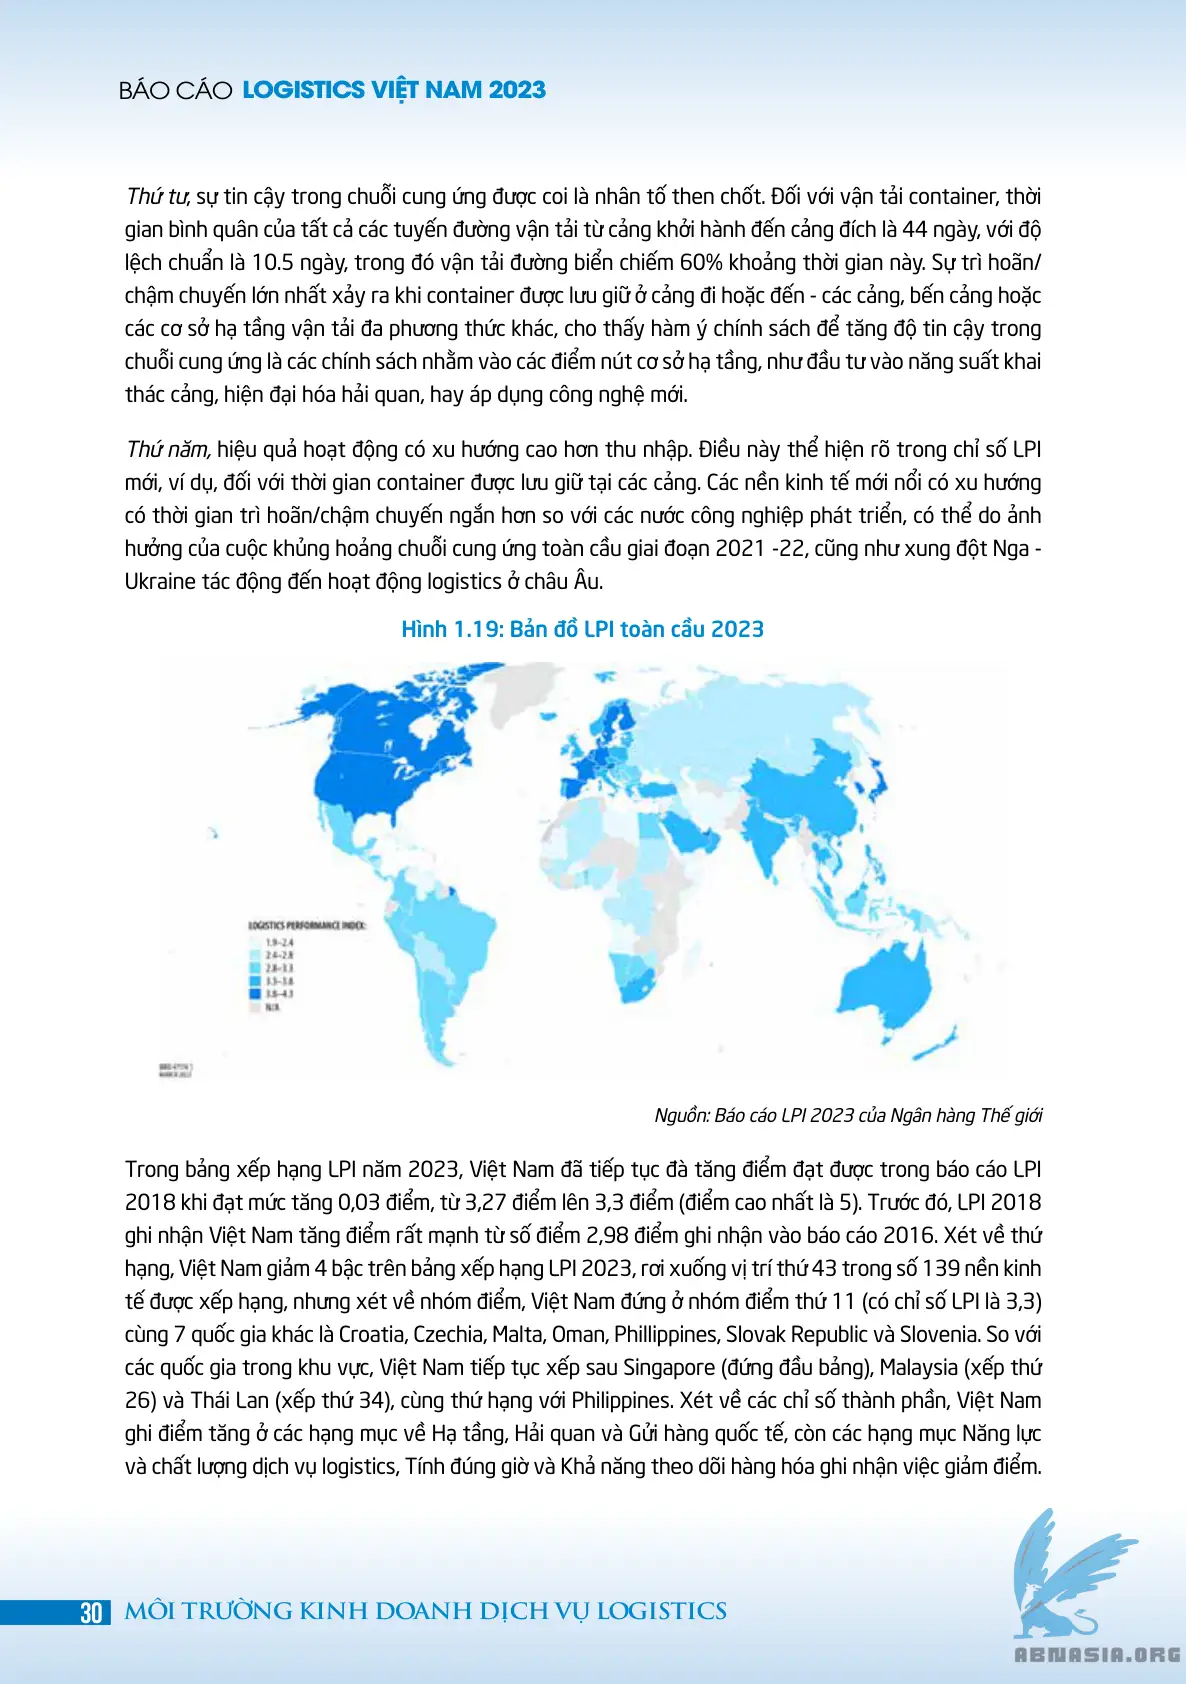 BÁO CÁO LOGISTICS VIỆT NAM 2023
Thứ tư, sự tin cậy trong chuỗi cung ứng được coi là nhân tố then chốt. Đối với vận tải container, thời
gian bình quân của tất cả các tuyến đường vận tải từ cảng khởi hành đến cảng đích là 44 ngày, với độ
lệch chuẩn là 10.5 ngày, trong đó vận tải đường biển chiếm 60% khoảng thời gian này. Sự trì hoãn/
chậm chuyến lớn nhất xảy ra khi container được lưu giữ ở cảng đi hoặc đến - các cảng, bến cảng hoặc
các cơ sở hạ tầng vận tải đa phương thức khác, cho thấy hàm ý chính sách để tăng độ tin cậy trong
chuỗi cung ứng là các chính sách nhằm vào các điểm nút cơ sở hạ tầng, như đầu tư vào năng suất khai
thác cảng, hiện đại hóa hải quan, hay áp dụng công nghệ mới.
Thứ năm, hiệu quả hoạt động có xu hướng cao hơn thu nhập. Điều này thể hiện rõ trong chỉ số LPI
mới, ví dụ, đối với thời gian container được lưu giữ tại các cảng. Các nền kinh tế mới nổi có xu hướng
có thời gian trì hoãn/chậm chuyến ngắn hơn so với các nước công nghiệp phát triển, có thể do ảnh
hưởng của cuộc khủng hoảng chuỗi cung ứng toàn cầu giai đoạn 2021 -22, cũng như xung đột Nga -
Ukraine tác động đến hoạt động logistics ở châu Âu.
Hình 1.19: Bản đồ LPI toàn cầu 2023
LOGISTICS PERFORMANCE INDEX:
1.9–2.4
2.4–2.8
2.8–3.3
3.3–3.8
3.8–4.3
N/A
Nguồn: Báo cáo LPI 2023 của Ngân hàng Thế giới
Trong bảng xếp hạng LPI năm 2023, Việt Nam đã tiếp tục đà tăng điểm đạt được trong báo cáo LPI
2018 khi đạt mức tăng 0,03 điểm, từ 3,27 điểm lên 3,3 điểm (điểm cao nhất là 5). Trước đó, LPI 2018
ghi nhận Việt Nam tăng điểm rất mạnh từ số điểm 2,98 điểm ghi nhận vào báo cáo 2016. Xét về thứ
hạng, Việt Nam giảm 4 bậc trên bảng xếp hạng LPI 2023, rơi xuống vị trí thứ 43 trong số 139 nền kinh
tế được xếp hạng, nhưng xét về nhóm điểm, Việt Nam đứng ở nhóm điểm thứ 11 (có chỉ số LPI là 3,3)
cùng 7 quốc gia khác là Croatia, Czechia, Malta, Oman, Phillippines, Slovak Republic và Slovenia. So với
các quốc gia trong khu vực, Việt Nam tiếp tục xếp sau Singapore (đứng đầu bảng), Malaysia (xếp thứ
26) và Thái Lan (xếp thứ 34), cùng thứ hạng với Philippines. Xét về các chỉ số thành phần, Việt Nam
ghi điểm tăng ở các hạng mục về Hạ tầng, Hải quan và Gửi hàng quốc tế, còn các hạng mục Năng lực
và chất lượng dịch vụ logistics, Tính đúng giờ và Khả năng theo dõi hàng hóa ghi nhận việc giảm điểm.
30 MÔI TRƯỜNG KINH DOANH DỊCH VỤ LOGISTICS
ABMASIA.ORG